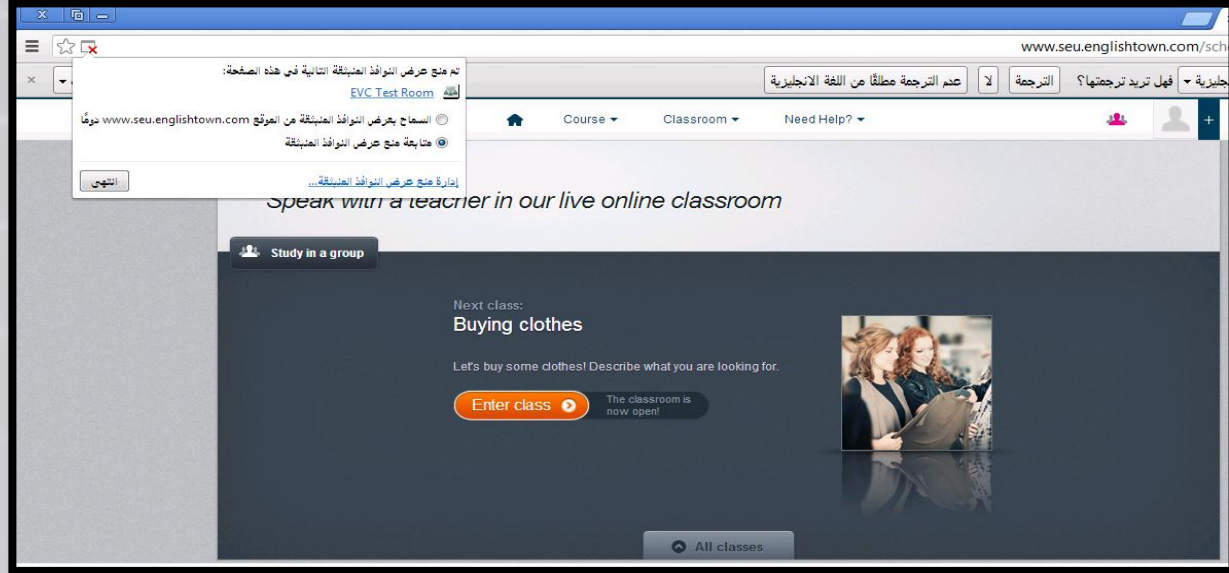 www.seu.englishtown.com/sch
فهل تريد ترجمتها؟
الترجمة
لا
عدم الترجمة مطلقًا من اللغة الانجليزية
تم منع عرض النوافذ المنبثقة التالية في هذه الصفحة:
EVC Test Room
السماح بعرض النوافذ المنبثقة من الموقع www.seu.englishtown.com دومًا
متابعة منع عرض النوافذ المنبثقة
إدارة منع عرض النوافذ المنبثقة...
انتهى
Course
Classroom
Need Help?
Speak with a teacher in our live online classroom
Study in a group
Next class:
Buying clothes
Let's buy some clothes! Describe what you are looking for.
Enter class
The classroom is
now open!
All classes